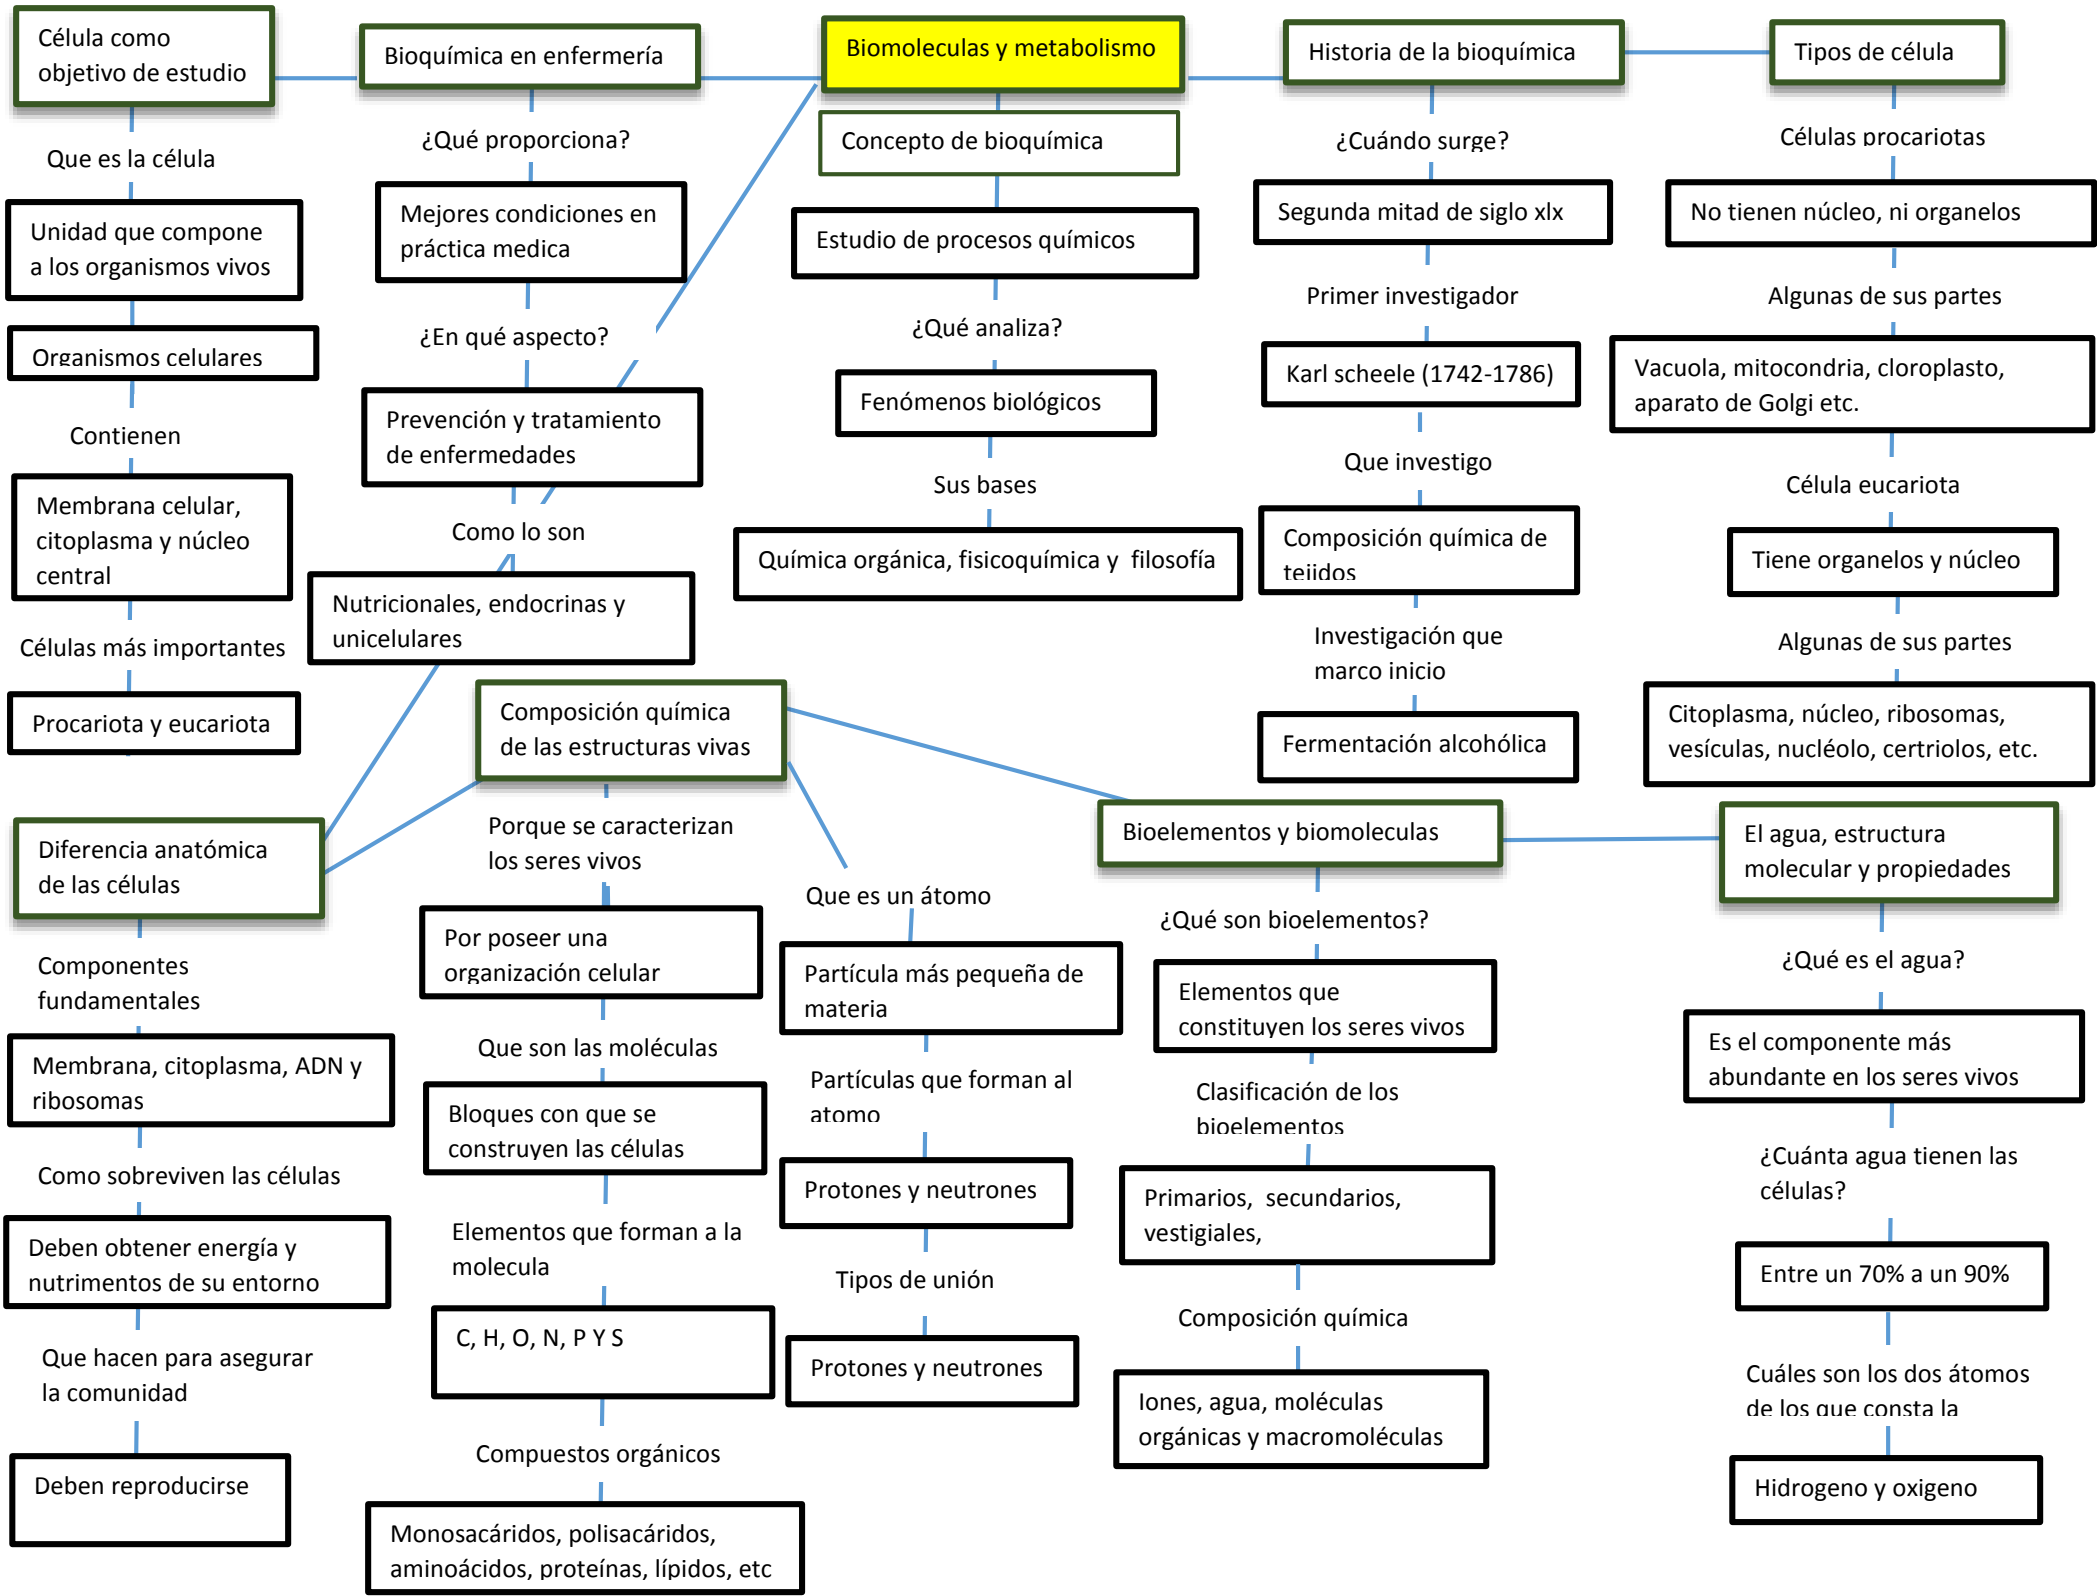 Célula como
objetivo de estudio
Bioquímica en enfermería
Biomoleculas y metabolismo
Historia de la bioquímica
Tipos de célula
Que es la célula
Unidad que compone
a los organismos vivos
Organismos celulares
Contienen
Membrana celular,
citoplasma y núcleo
central
Células más importantes
Procariota y eucariota
¿Qué proporciona?
Mejores condiciones en
práctica medica
¿En qué aspecto?
Prevención y tratamiento
de enfermedades
Como lo son
Nutricionales, endocrinas y
unicelulares
Concepto de bioquímica
Estudio de procesos químicos
¿Qué analiza?
Fenómenos biológicos
Sus bases
Química orgánica, fisicoquímica y  filosofía
¿Cuándo surge?
Segunda mitad de siglo xlx
Primer investigador
Karl scheele (1742-1786)
Que investigo
Composición química de
tejidos
Investigación que
marco inicio
Fermentación alcohólica
Células procariotas
No tienen núcleo, ni organelos
Algunas de sus partes
Vacuola, mitocondria, cloroplasto,
aparato de Golgi etc.
Célula eucariota
Tiene organelos y núcleo
Algunas de sus partes
Citoplasma, núcleo, ribosomas,
vesículas, nucléolo, certriolos, etc.
Diferencia anatómica
de las células
Componentes
fundamentales
Membrana, citoplasma, ADN y
ribosomas
Como sobreviven las células
Deben obtener energía y
nutrimentos de su entorno
Que hacen para asegurar
la comunidad
Deben reproducirse
Composición química
de las estructuras vivas
Porque se caracterizan
los seres vivos
Por poseer una
organización celular
Que son las moléculas
Bloques con que se
construyen las células
Elementos que forman a la
molecula
C, H, O, N, P Y S
Compuestos orgánicos
Monosacáridos, polisacáridos,
aminoácidos, proteínas, lípidos, etc
Que es un átomo
Partícula más pequeña de
materia
Partículas que forman al
atomo
Protones y neutrones
Tipos de unión
Protones y neutrones
Bioelementos y biomoleculas
¿Qué son bioelementos?
Elementos que
constituyen los seres vivos
Clasificación de los
bioelementos
Primarios,  secundarios,
vestigiales,
Composición química
Iones, agua, moléculas
orgánicas y macromoléculas
El agua, estructura
molecular y propiedades
¿Qué es el agua?
Es el componente más
abundante en los seres vivos
¿Cuánta agua tienen las
células?
Entre un 70% a un 90%
Cuáles son los dos átomos
de los que consta la
Hidrogeno y oxigeno